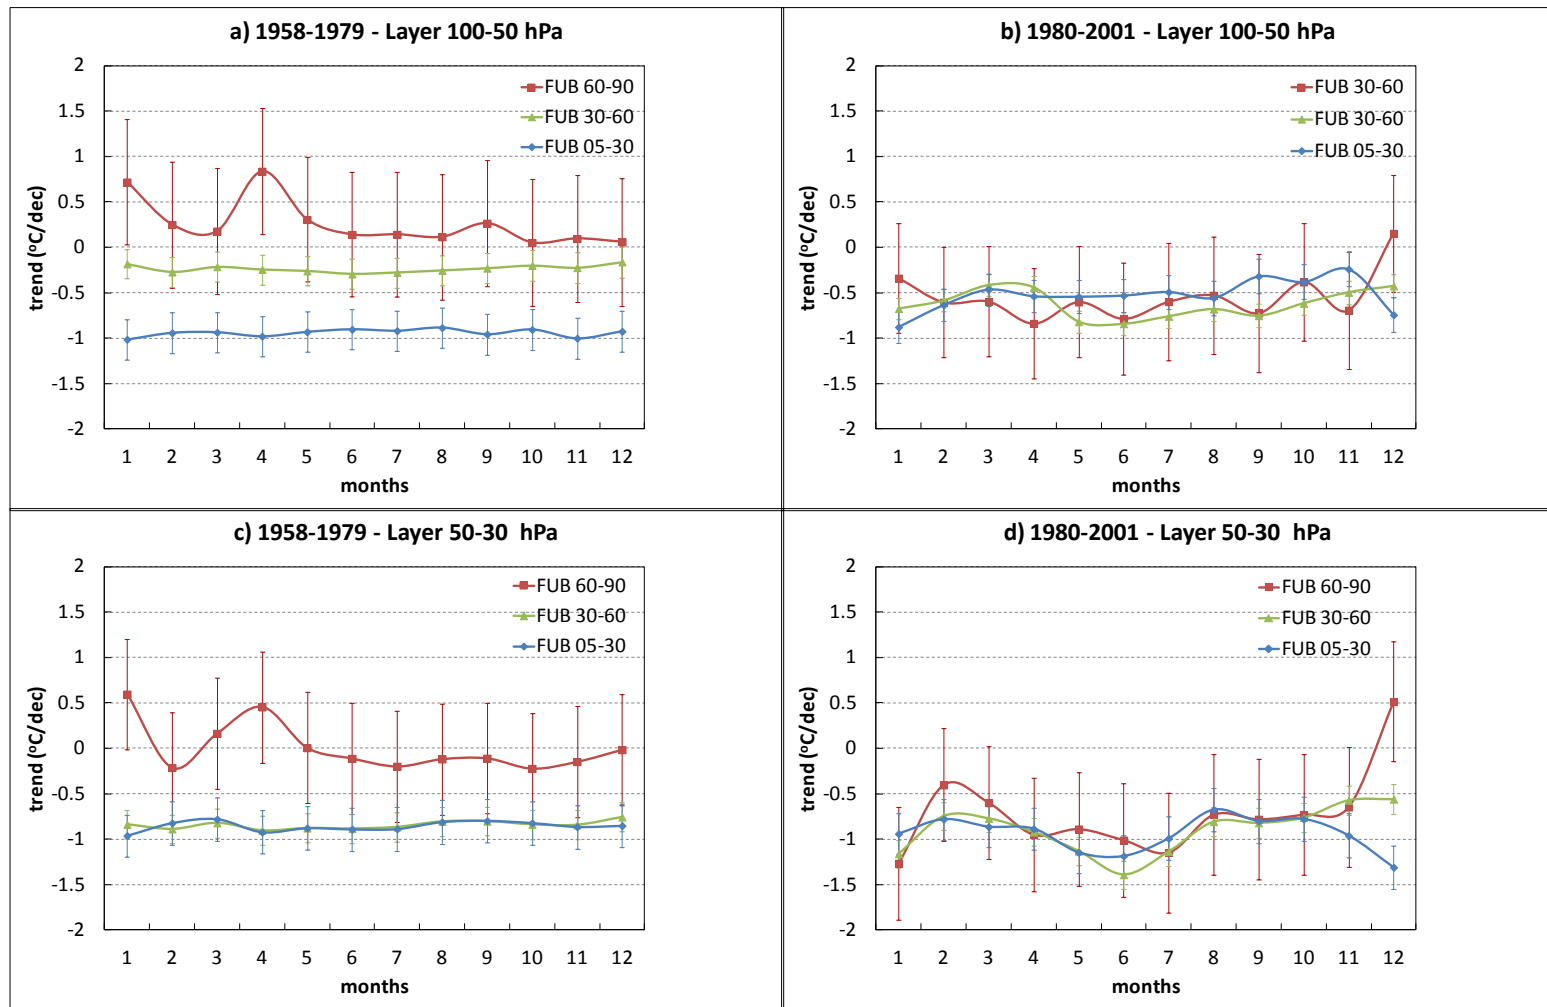 a) 1958-1979 - Layer 100-50 hPa
trend (ºC/dec)
2
1.5
1
0.5
0
-0.5
-1
-1.5
-2
FUB 60-90
FUB 30-60
FUB 05-30
1 2 3 4 5 6 7 8 9 10 11 12
months
b) 1980-2001 - Layer 100-50 hPa
trend (ºC/dec)
2
1.5
1
0.5
0
-0.5
-1
-1.5
-2
FUB 30-60
FUB 30-60
FUB 05-30
1 2 3 4 5 6 7 8 9 10 11 12
months
c) 1958-1979 - Layer 50-30 hPa
trend (ºC/dec)
2
1.5
1
0.5
0
-0.5
-1
-1.5
-2
FUB 60-90
FUB 30-60
FUB 05-30
1 2 3 4 5 6 7 8 9 10 11 12
months
d) 1980-2001 - Layer 50-30 hPa
trend (ºC/dec)
2
1.5
1
0.5
0
-0.5
-1
-1.5
-2
FUB 60-90
FUB 30-60
FUB 05-30
1 2 3 4 5 6 7 8 9 10 11 12
months